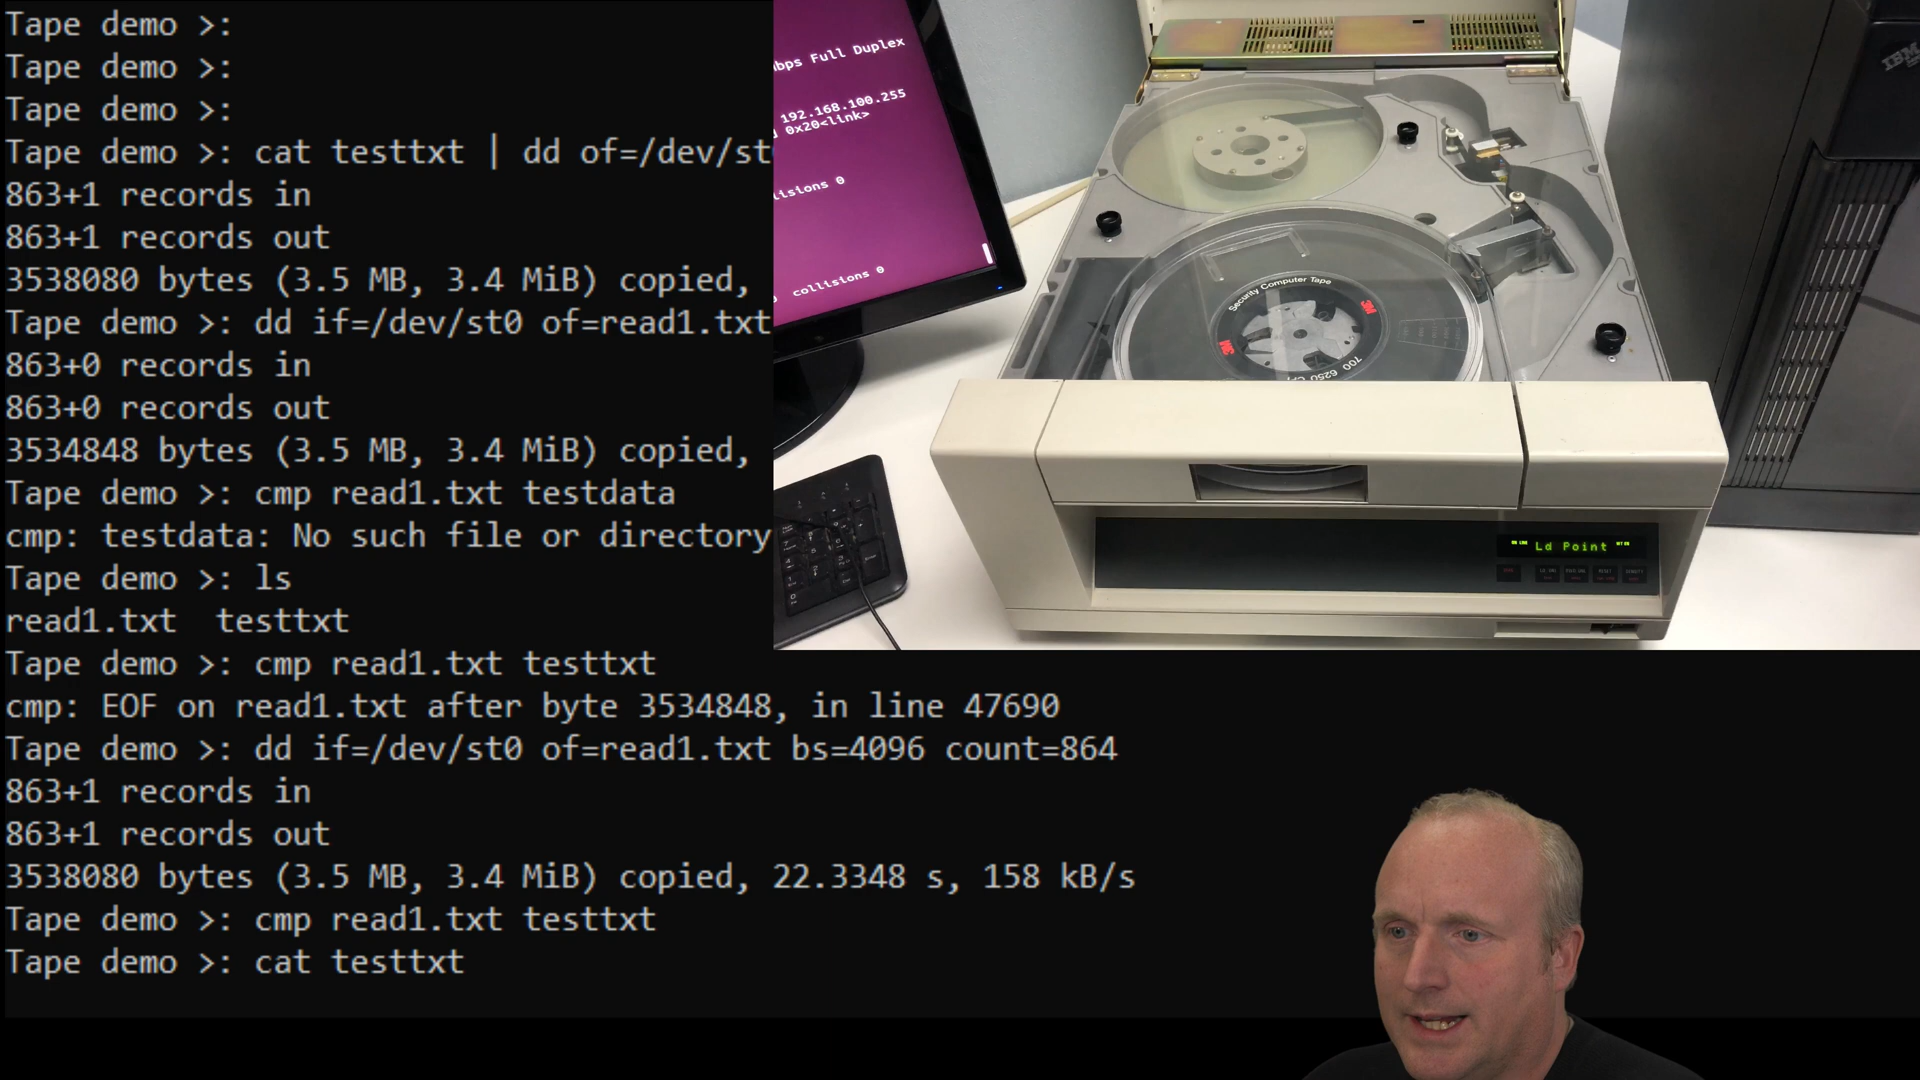 Tape demo >:
Tape demo >:
Tape demo >:
Tape demo >: cat testtxt | dd of=/dev/st
863+1 records in
863+1 records out
3538080 bytes (3.5 MB, 3.4 MiB) copied,
Tape demo >: dd if=/dev/st0 of=read1.txt
863+0 records in
863+0 records out
3534848 bytes (3.5 MB, 3.4 MiB) copied,
Tape demo >: cmp read1.txt testdata
cmp: testdata: No such file or directory
Tape demo >: ls
read1.txt  testtxt
Tape demo >: cmp read1.txt testtxt
cmp: EOF on read1.txt after byte 3534848, in line 47690
Tape demo >: dd if=/dev/st0 of=read1.txt bs=4096 count=864
863+1 records in
863+1 records out
3538080 bytes (3.5 MB, 3.4 MiB) copied, 22.3348 s, 158 kB/s
Tape demo >: cmp read1.txt testtxt
Tape demo >: cat testtxt
bps Full Duplex
192.168.100.255
0x20<link>
lisions 0
collisions 0
Security Computer Tape
3M
3M
700 6250 CPI
Ld Point
IBM